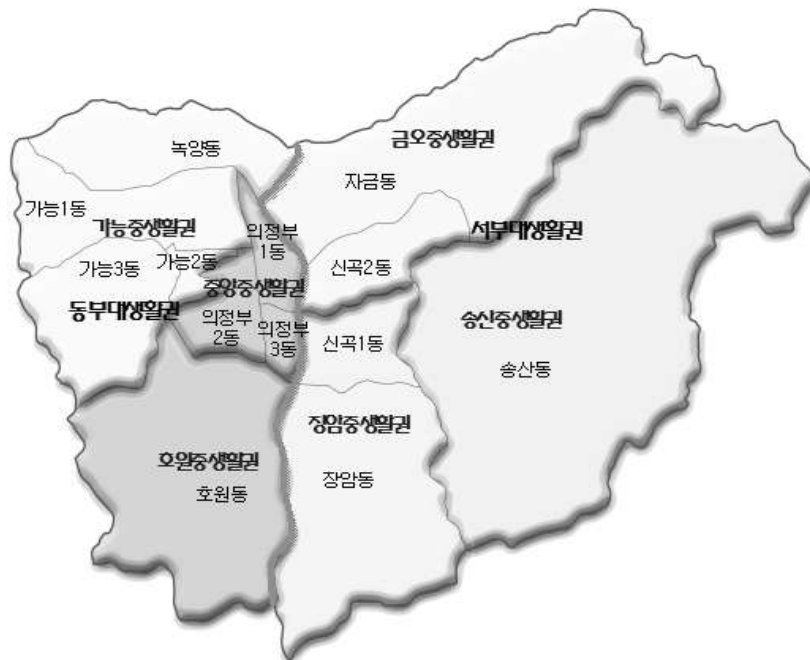 금오중생활권
녹양동
자금동
가능1동
가능중생활권
의정부
1동
서부대생활권
가능3동
가능2동
신곡2동
중앙중생활권
동부대생활권
의정부
2동
의정부
3동
신곡1동
송산중생활권
송산동
장암중생활권
호원중생활권
장암동
호원동